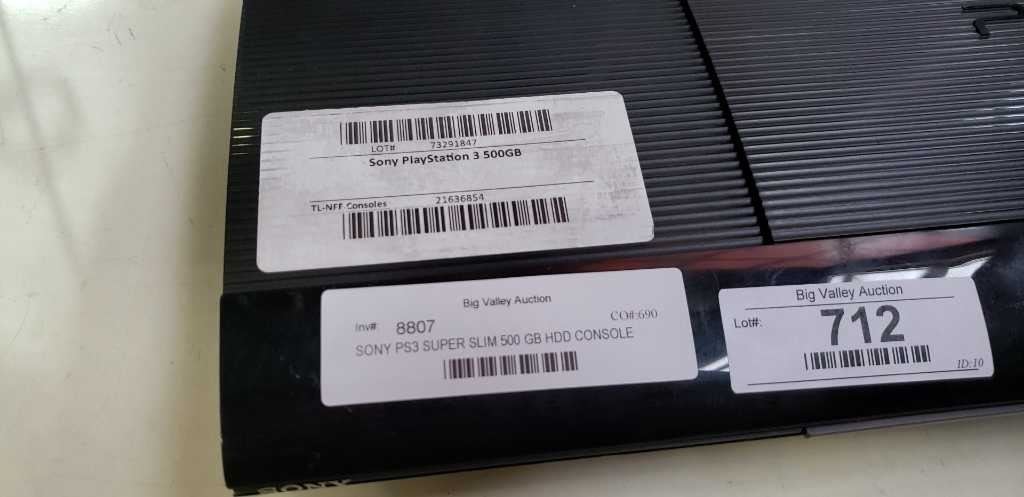 LOT# 73291847
Sony PlayStation 3 500GB
TL-NFF Consoles 21636854
Big Valley Auction
Inv#: 8807 CO#:690
SONY PS3 SUPER SLIM 500 GB HDD CONSOLE
Big Valley Auction
Lot#: 712
ID:10
SONY